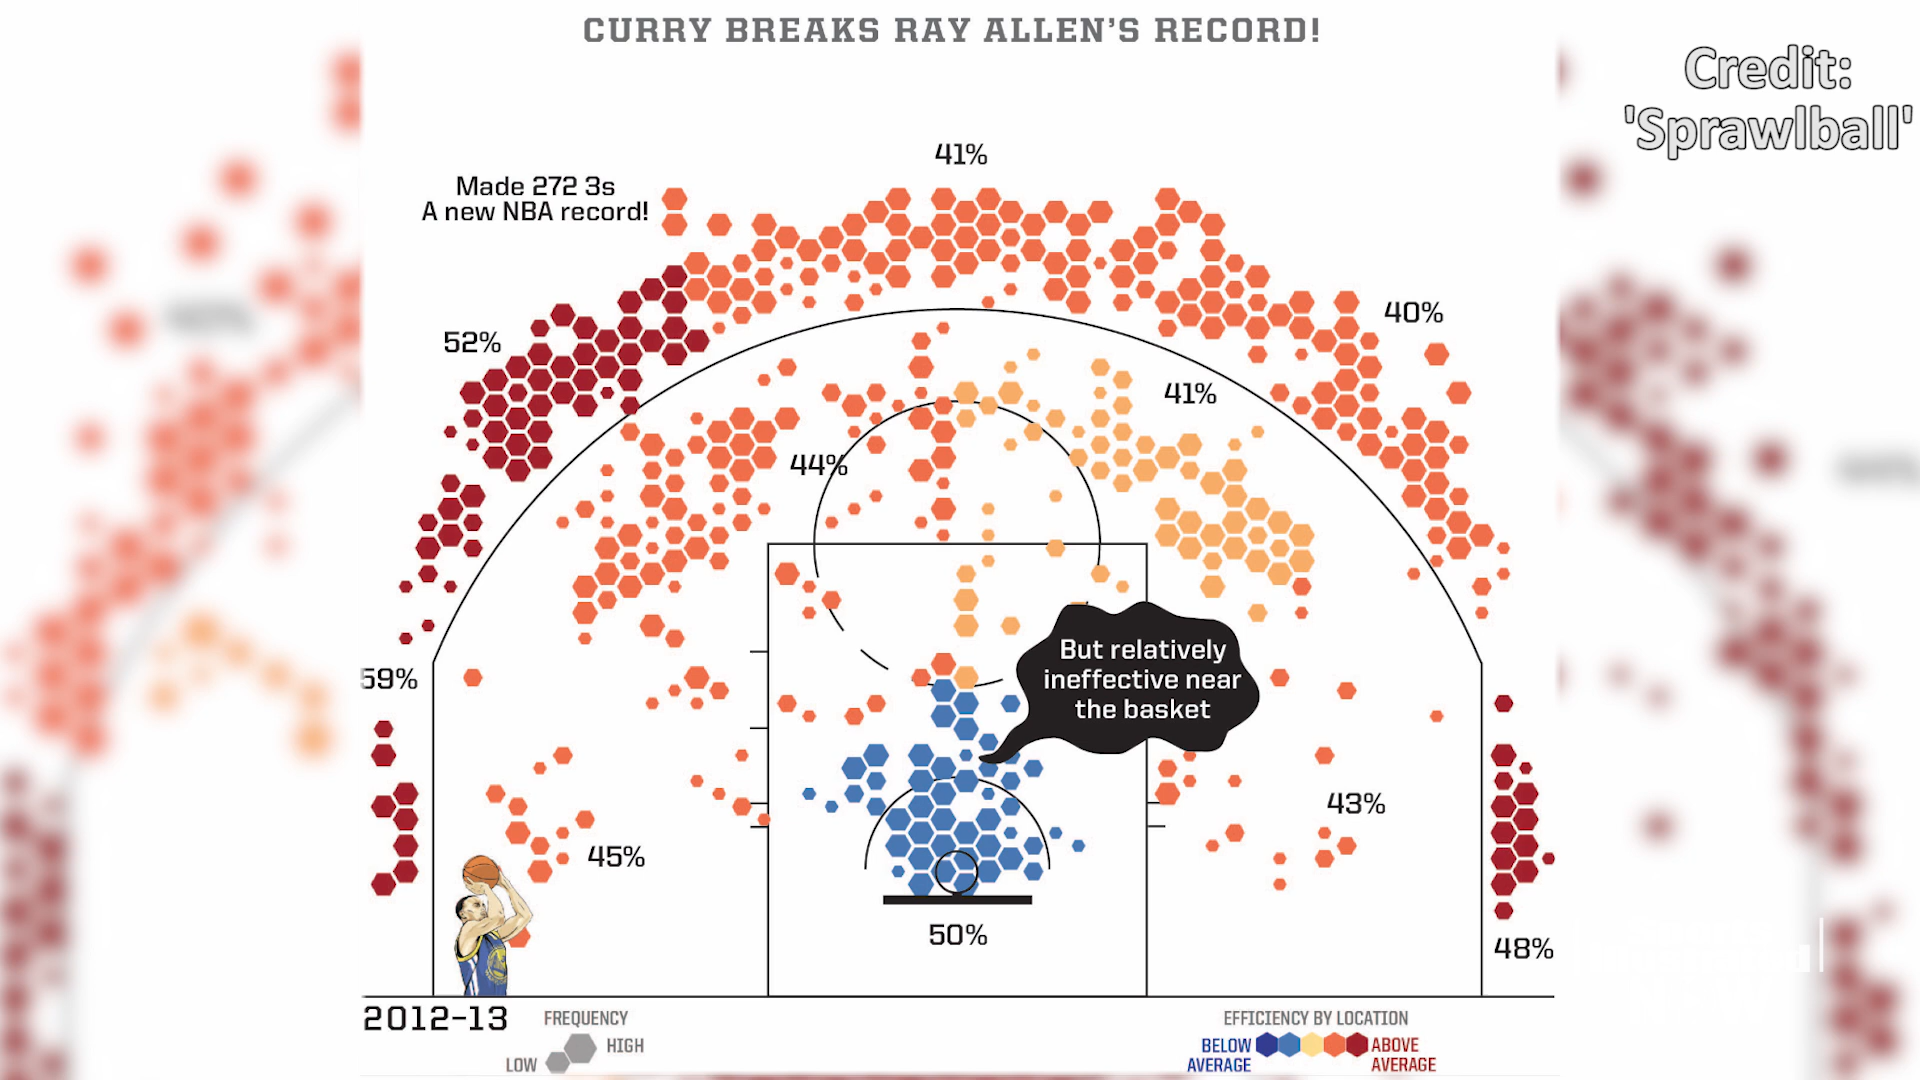 CURRY BREAKS RAY ALLEN'S RECORD!
Credit:
'Sprawlball'
41%
Made 272 3s
A new NBA record!
40%
52%
41%
44%
But relatively
ineffective near
the basket
59%
43%
45%
50%
48%
2012-13
FREQUENCY
LOW
HIGH
EFFICIENCY BY LOCATION
BELOW
AVERAGE
ABOVE
AVERAGE